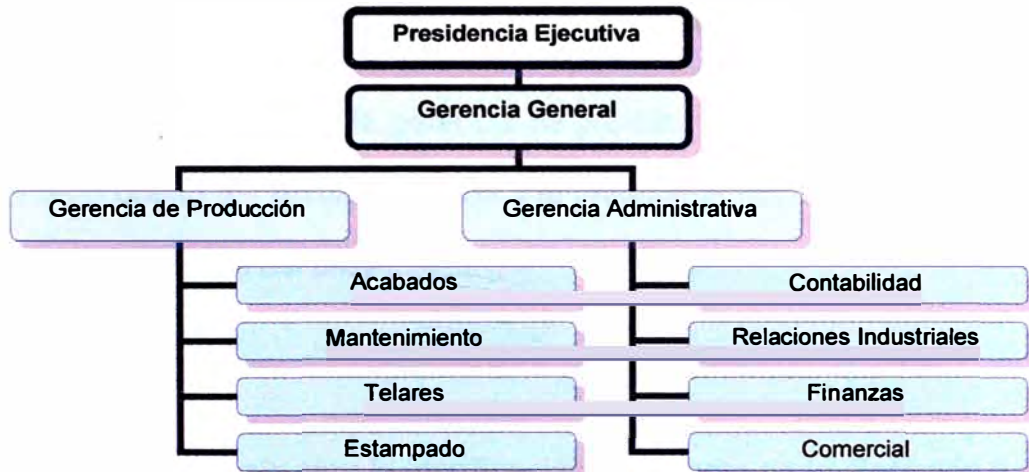 Presidencia Ejecutiva
Gerencia General
Gerencia de Producción
Gerencia Administrativa
Acabados
Contabilidad
Mantenimiento
Relaciones Industriales
Telares
Finanzas
Estampado
Comercial